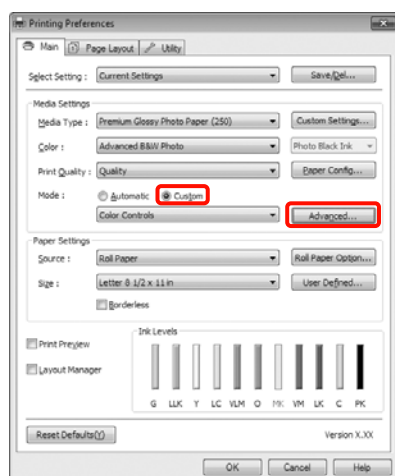 Printing Preferences
Main Page Layout Utility
Select Setting : Current Settings Save/Del...
Media Settings
Media Type : Premium Glossy Photo Paper (250) Custom Settings...
Color : Advanced B&W Photo Photo Black Ink
Print Quality : Quality Paper Config...
Mode : Automatic Custom
Color Controls Advanced...
Paper Settings
Source : Roll Paper Roll Paper Option...
Size : Letter 8 1/2 x 11 in User Defined...
Borderless
Ink Levels
Print Preview
Layout Manager
G LLK Y LC VLM O MK VM LK C PK
Reset Defaults(Y) Version X.XX
OK Cancel Help